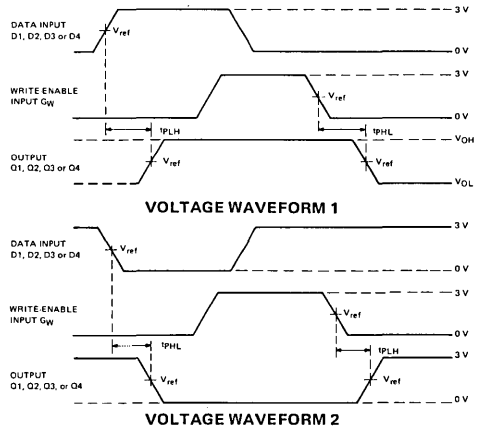 DATA INPUT
D1, D2, D3 or D4
Vref
3 V
0 V
WRITE ENABLE
INPUT GW
Vref
3 V
0 V
tPLH
tPHL
OUTPUT
Q1, Q2, Q3 or Q4
Vref
Vref
VOH
VOL
VOLTAGE WAVEFORM 1
DATA INPUT
D1, D2, D3 or D4
Vref
3 V
0 V
WRITE-ENABLE
INPUT GW
Vref
3 V
0 V
tPHL
tPLH
OUTPUT
Q1, Q2, Q3, or Q4
Vref
Vref
3 V
0 V
VOLTAGE WAVEFORM 2